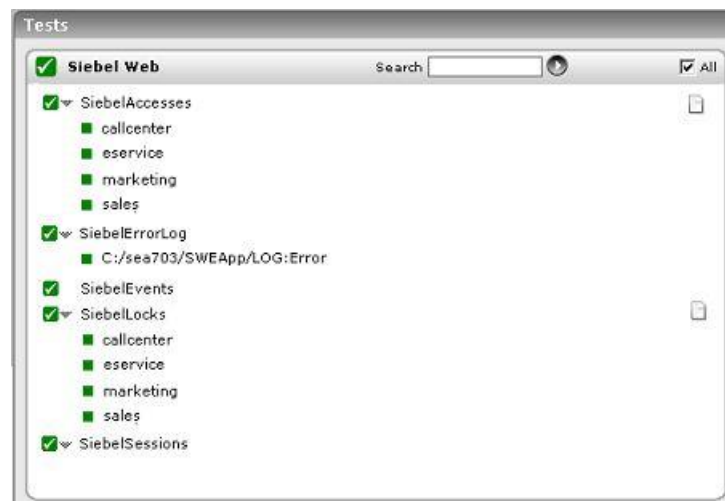 Tests
Siebel Web Search All
SiebelAccesses
callcenter
eservice
marketing
sales
SiebelErrorLog
C:/sea703/SWEApp/LOG:Error
SiebelEvents
SiebelLocks
callcenter
eservice
marketing
sales
SiebelSessions